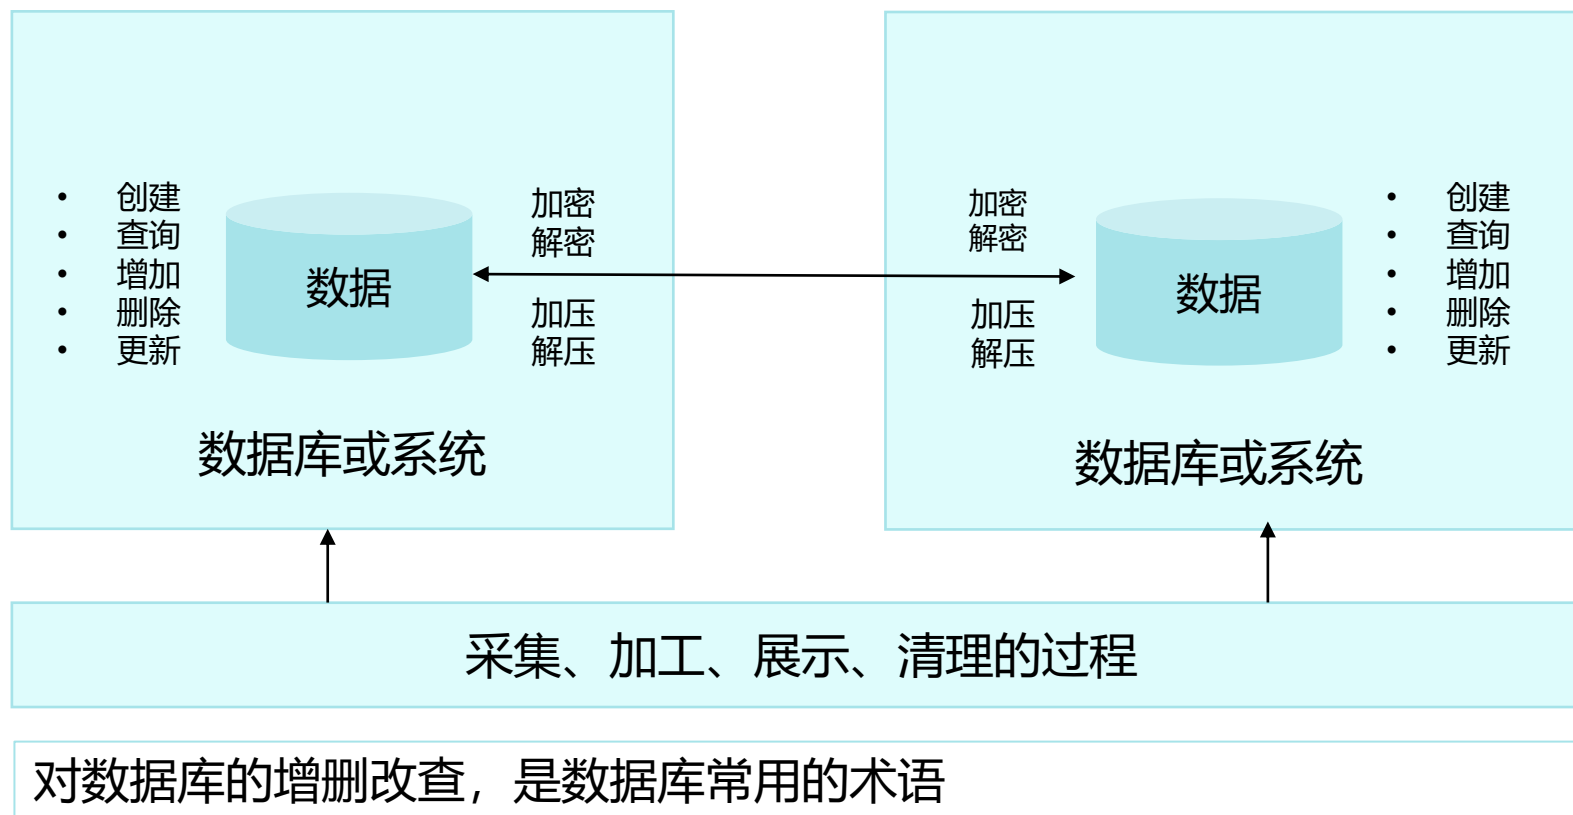 • 创建
• 查询
• 增加
• 删除
• 更新
数据
加密
解密
加压
解压
数据库或系统
加密
解密
加压
解压
数据
• 创建
• 查询
• 增加
• 删除
• 更新
数据库或系统
采集、加工、展示、清理的过程
对数据库的增删改查，是数据库常用的术语